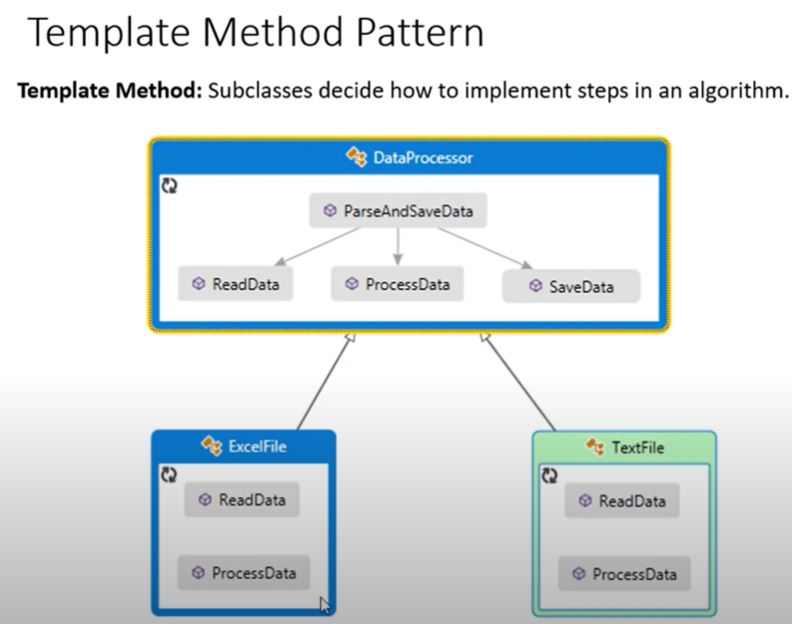 Template Method Pattern
Template Method: Subclasses decide how to implement steps in an algorithm.
DataProcessor
ParseAndSaveData
ReadData
ProcessData
SaveData
ExcelFile
ReadData
ProcessData
TextFile
ReadData
ProcessData